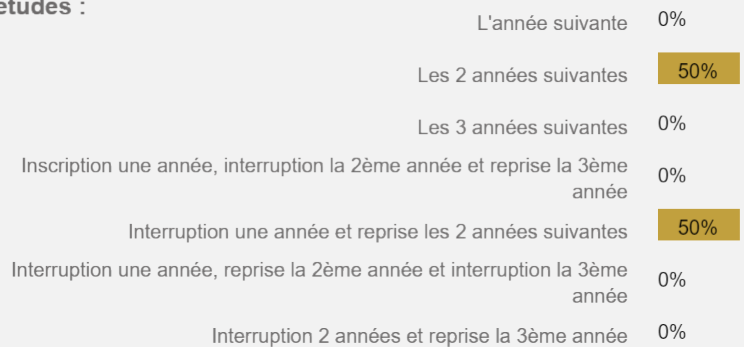 études :
L'année suivante 0%
Les 2 années suivantes 50%
Les 3 années suivantes 0%
Inscription une année, interruption la 2ème année et reprise la 3ème
année 0%
Interruption une année et reprise les 2 années suivantes 50%
Interruption une année, reprise la 2ème année et interruption la 3ème
année 0%
Interruption 2 années et reprise la 3ème année 0%